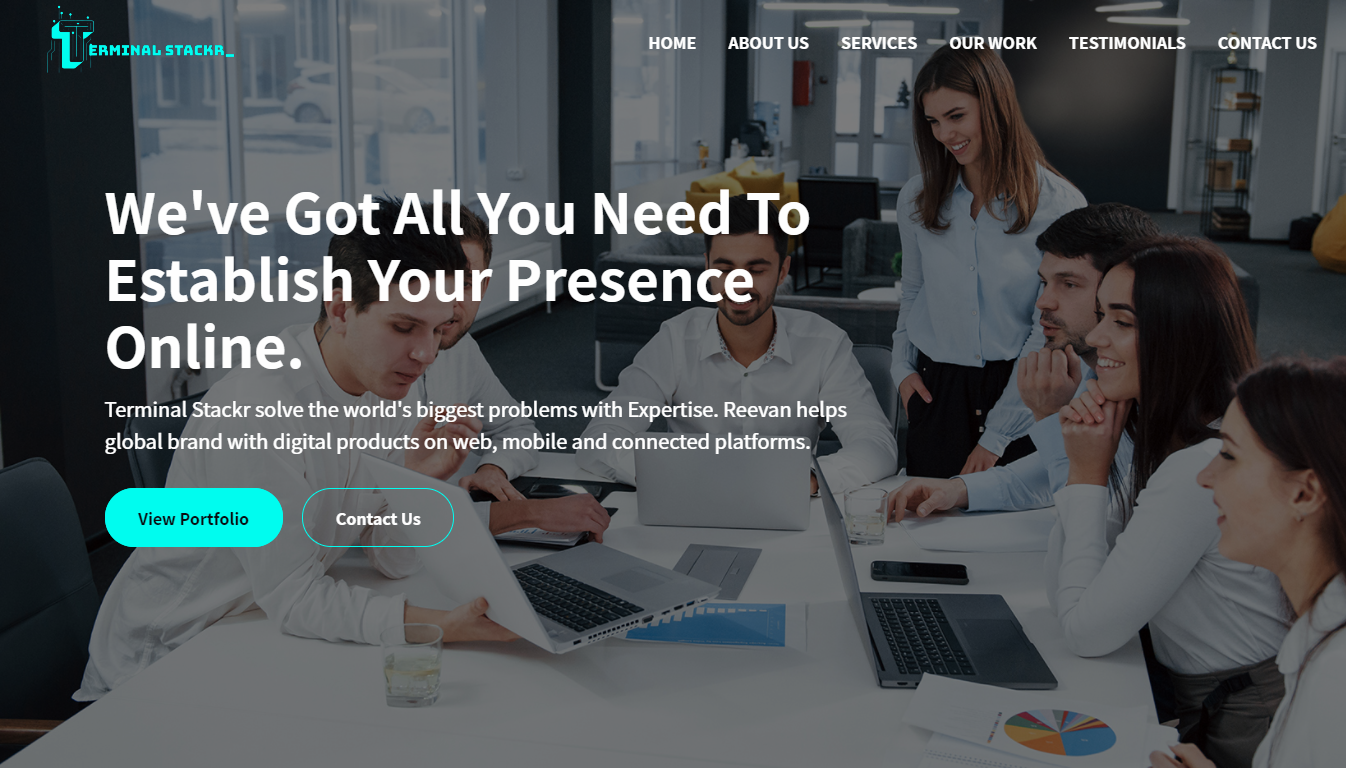 TERMINAL STACKR_
HOME ABOUT US SERVICES OUR WORK TESTIMONIALS CONTACT US
We've Got All You Need To
Establish Your Presence
Online.
Terminal Stackr solve the world's biggest problems with Expertise. Reevan helps
global brand with digital products on web, mobile and connected platforms.
View Portfolio Contact Us